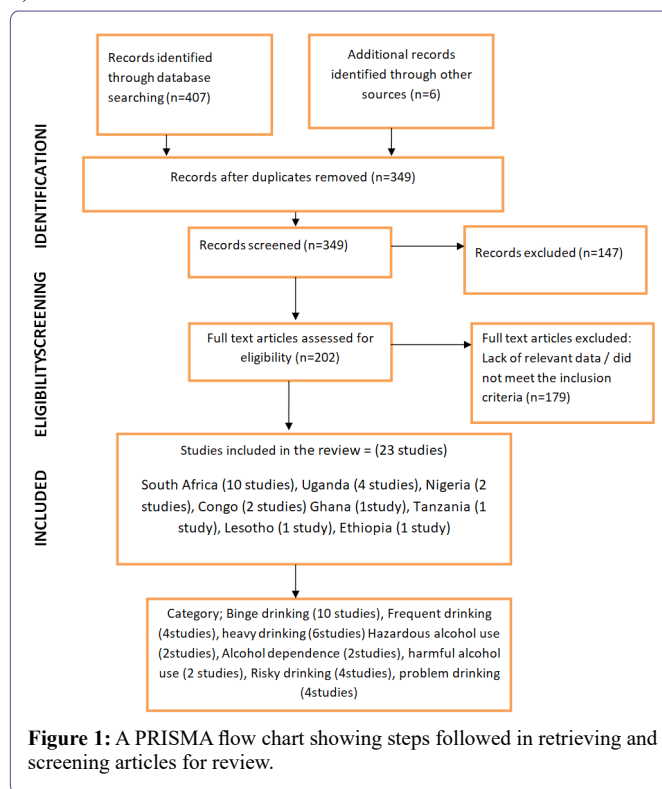 Records identified
through database
searching (n=407)
Additional records
identified through other
sources (n=6)
IDENTIFICATIONI
Records after duplicates removed (n=349)
Records screened (n=349)
Records excluded (n=147)
ELIGIBILITYSCREENING
Full text articles assessed for
eligibility (n=202)
Full text articles excluded:
Lack of relevant data / did
not meet the inclusion
criteria (n=179)
INCLUDED
Studies included in the review = (23 studies)
South Africa (10 studies), Uganda (4 studies), Nigeria (2
studies), Congo (2 studies) Ghana (1study), Tanzania (1
study), Lesotho (1 study), Ethiopia (1 study)
Category; Binge drinking (10 studies), Frequent drinking
(4studies), heavy drinking (6studies) Hazardous alcohol use
(2studies), Alcohol dependence (2studies), harmful alcohol
use (2 studies), Risky drinking (4studies), problem drinking
(4studies)
Figure 1: A PRISMA flow chart showing steps followed in retrieving and
screening articles for review.